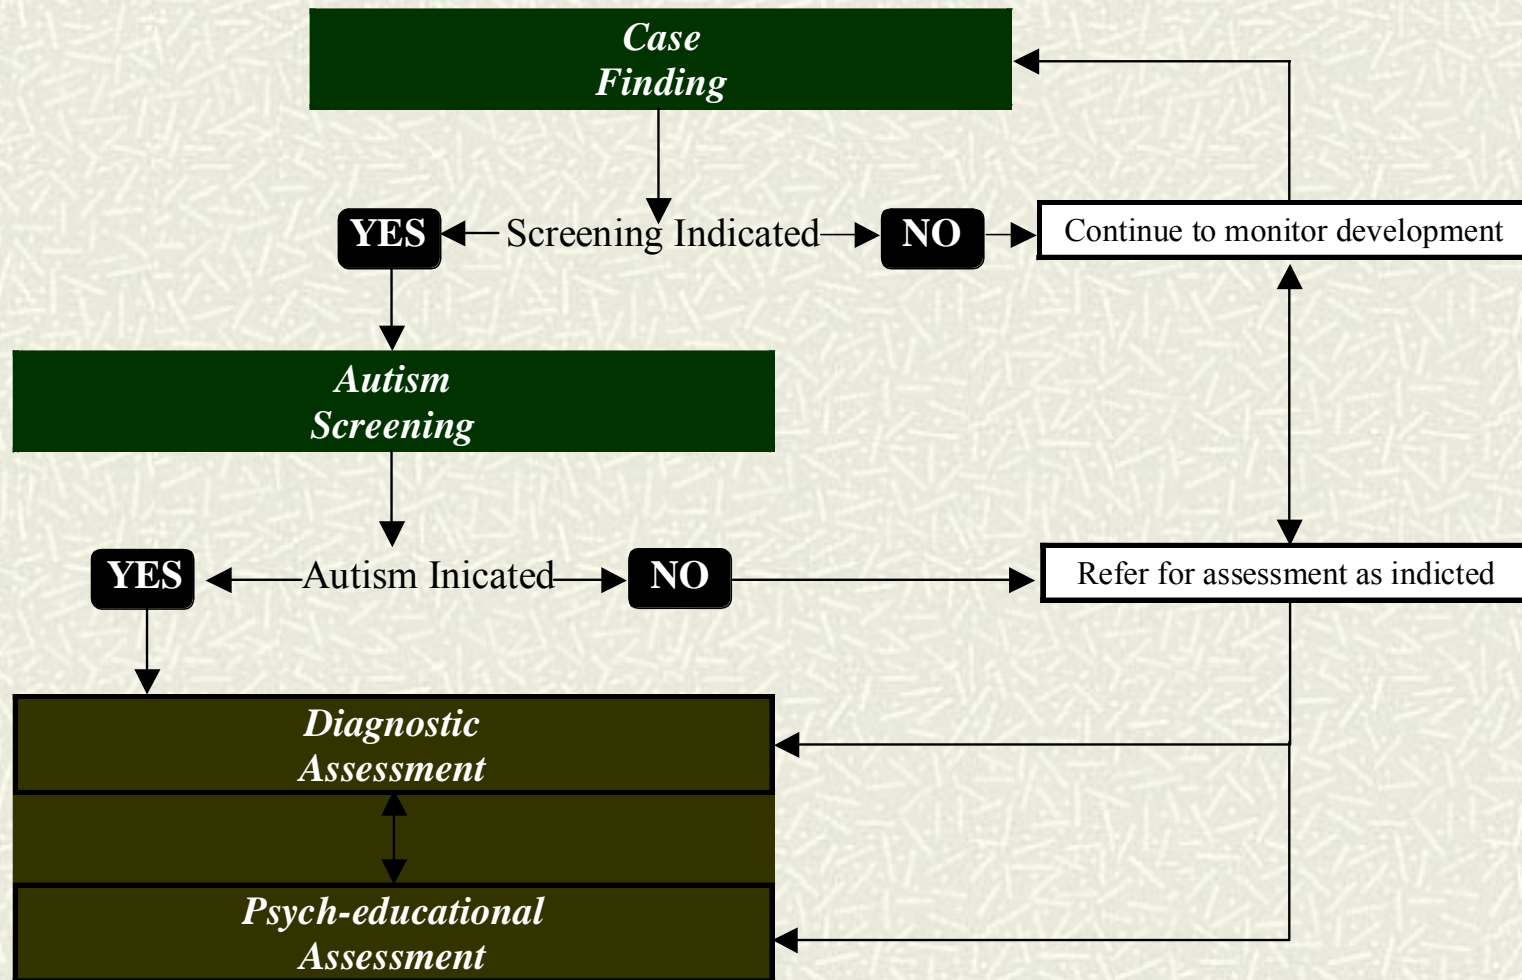 Case
Finding
YES
Screening Indicated
NO
Continue to monitor development
Autism
Screening
YES
Autism Inicated
NO
Refer for assessment as indicted
Diagnostic
Assessment
Psych-educational
Assessment